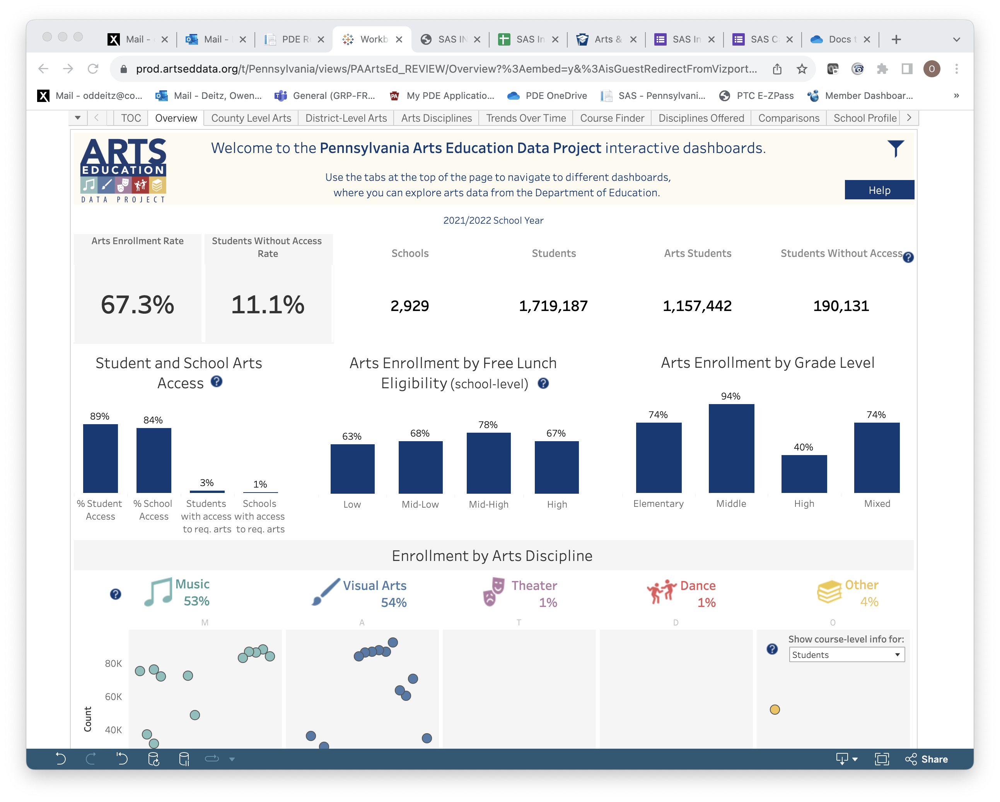 Mail -
Mail -
PDE R
Workb
SAS IN
SAS In
Arts &
SAS In
SAS C
Docs t
prod.artseddata.org/t/Pennsylvania/views/PAArtsEd_REVIEW/Overview?%3Aembed=y&%3AisGuestRedirectFromVizport...
O
Mail - oddeitz@co...
Mail - Deitz, Owen...
General (GRP-FR...
My PDE Applicatio...
PDE OneDrive
SAS - Pennsylvani...
PTC E-ZPass
Member Dashboar...
»
TOC
Overview
County Level Arts
District-Level Arts
Arts Disciplines
Trends Over Time
Course Finder
Disciplines Offered
Comparisons
School Profile
ARTS
EDUCATION
DATA PROJECT
Welcome to the Pennsylvania Arts Education Data Project interactive dashboards.
Use the tabs at the top of the page to navigate to different dashboards,
where you can explore arts data from the Department of Education.
Help
2021/2022 School Year
Arts Enrollment Rate
67.3%
Students Without Access
Rate
11.1%
Schools
2,929
Students
1,719,187
Arts Students
1,157,442
Students Without Access
?
190,131
Student and School Arts
Access ?
89%
84%
3%
1%
% Student
Access
% School
Access
Students
with access
to req. arts
Schools
with access
to req. arts
Arts Enrollment by Free Lunch
Eligibility (school-level) ?
63%
68%
78%
67%
Low
Mid-Low
Mid-High
High
Arts Enrollment by Grade Level
74%
94%
40%
74%
Elementary
Middle
High
Mixed
Enrollment by Arts Discipline
?
Music
53%
Visual Arts
54%
Theater
1%
Dance
1%
Other
4%
M
A
T
D
O
80K
60K
40K
Count
?
Show course-level info for:
Students
Share